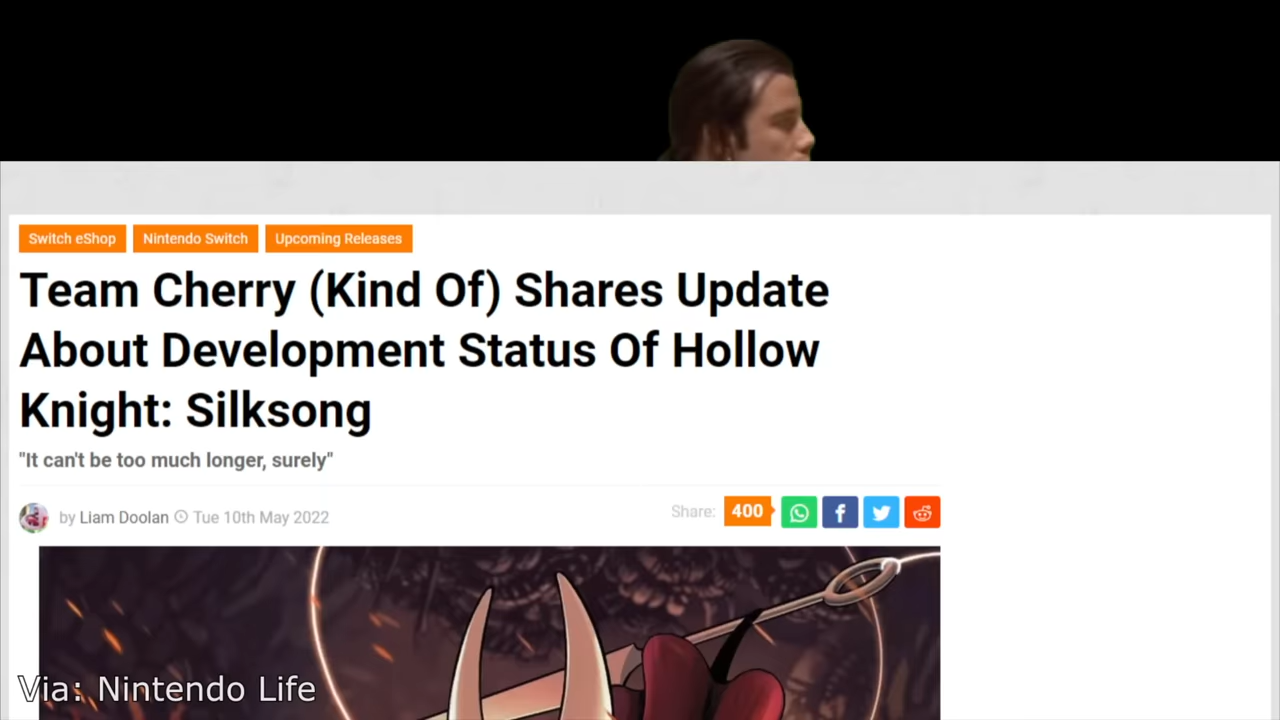 Switch eShop Nintendo Switch Upcoming Releases
Team Cherry (Kind Of) Shares Update
About Development Status Of Hollow
Knight: Silksong
"It can't be too much longer, surely"
by Liam Doolan Tue 10th May 2022 Share: 400
Via: Nintendo Life